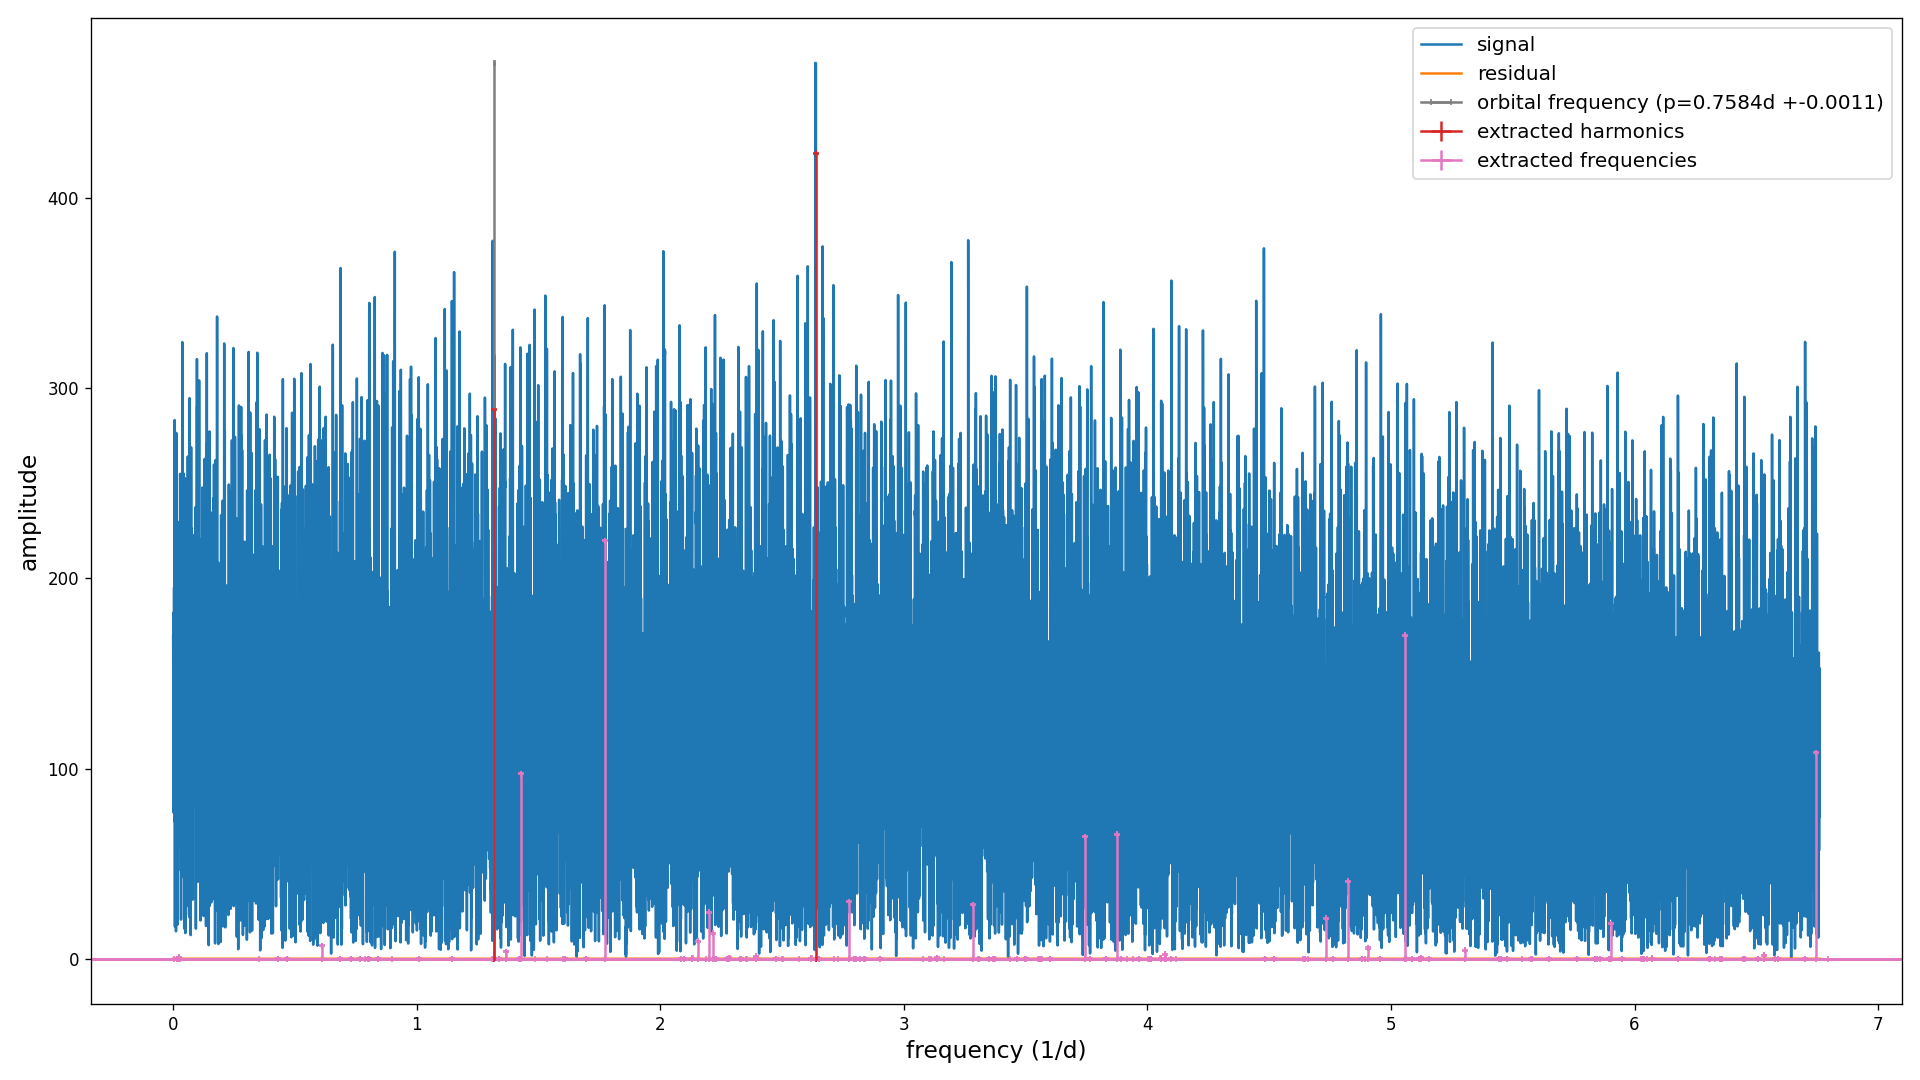 signal
residual
orbital frequency (p=0.7584d +-0.0011)
extracted harmonics
extracted frequencies
400
300
200
100
0
amplitude
0 1 2 3 4 5 6 7
frequency (1/d)